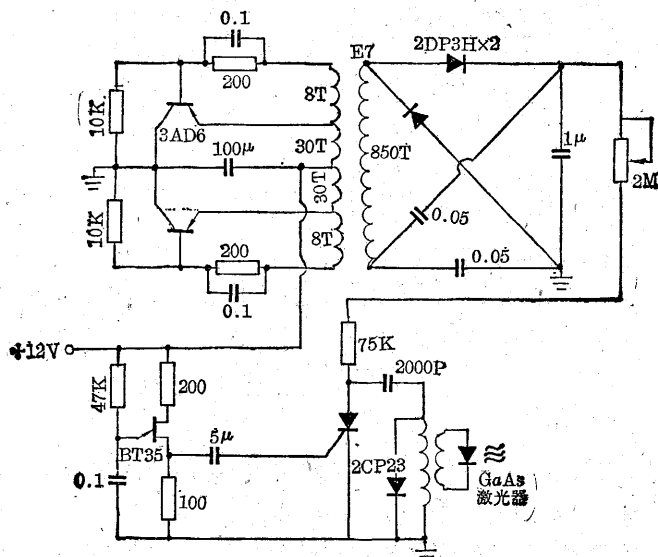 0.1
200
E7
2DP3H×2
8T
10K
3AD6
30T
100μ
850T
1μ
30T
2M
10K
0.05
8T
200
0.05
0.1
+12V
75K
2000P
47K
200
5μ
BT35
2CP23
0.1
100
GaAs
激光器